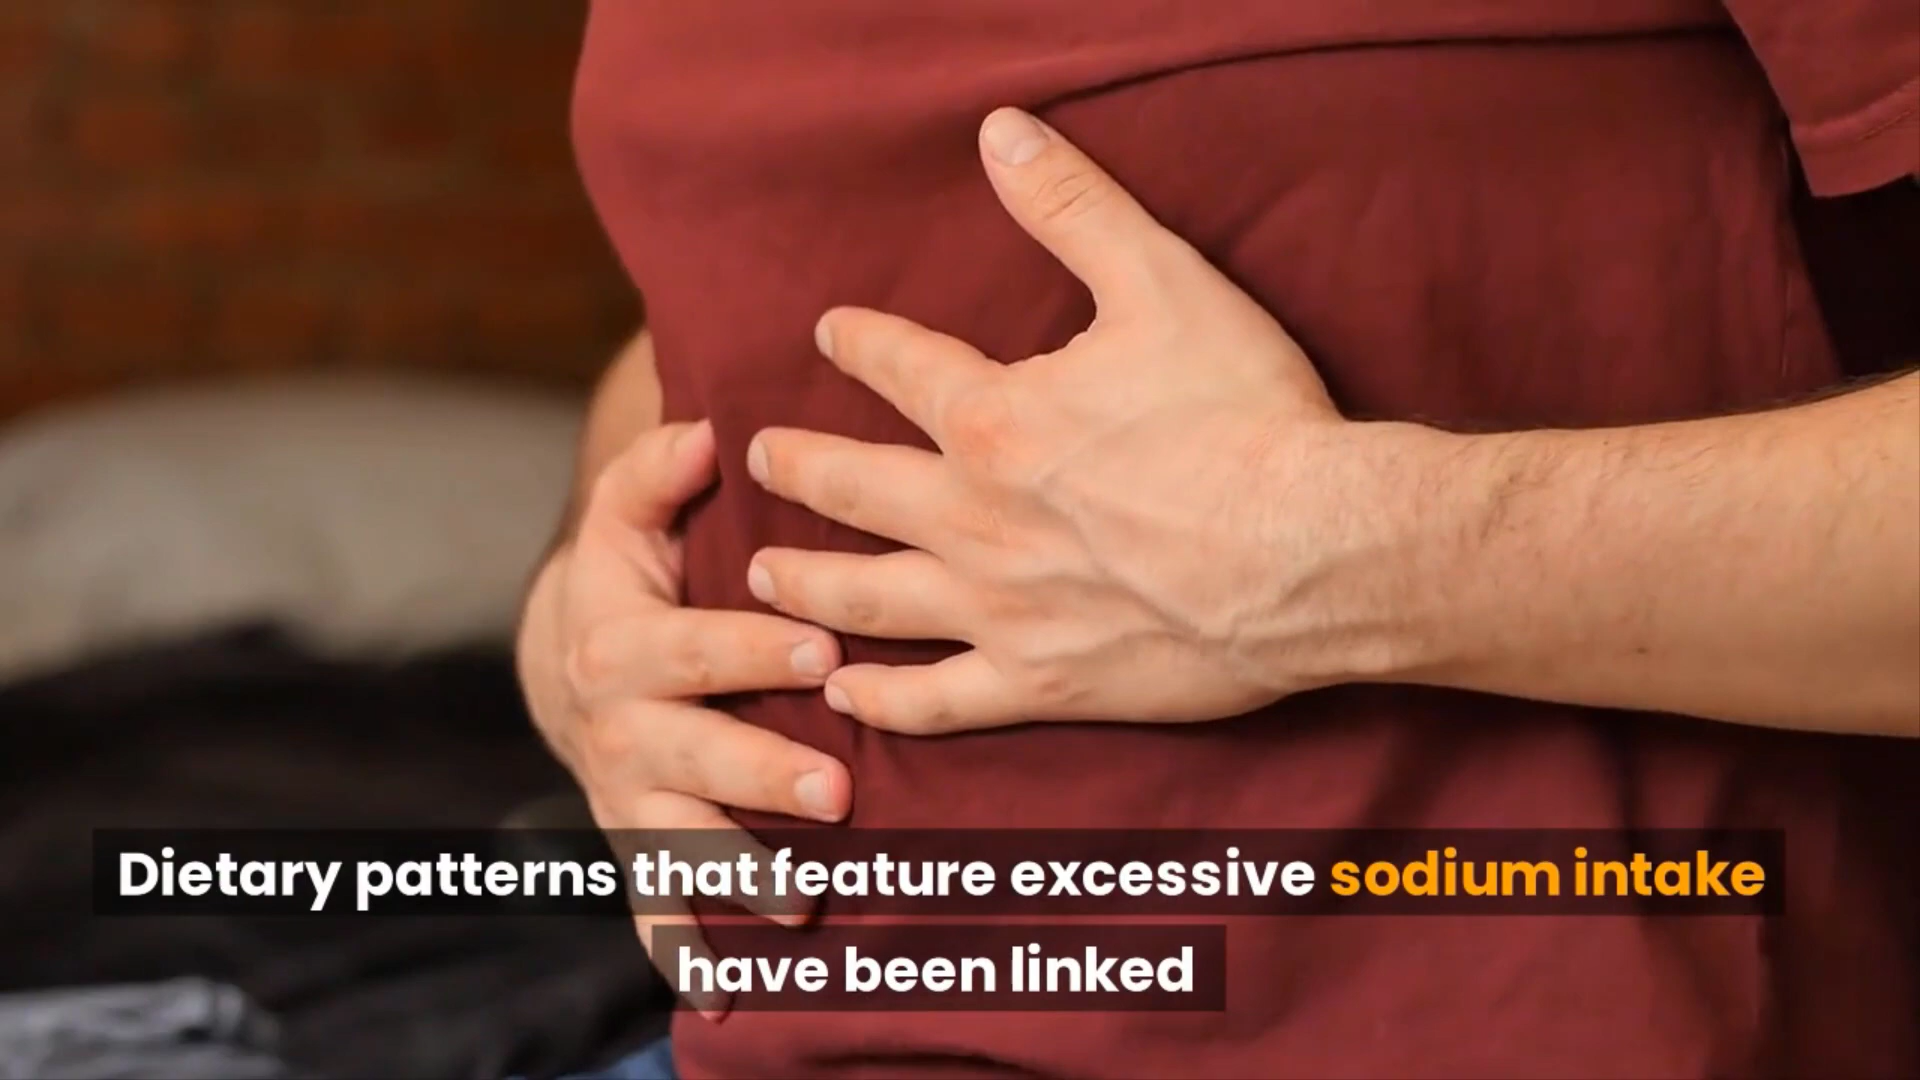 Dietary patterns that feature excessive sodium intake
have been linked